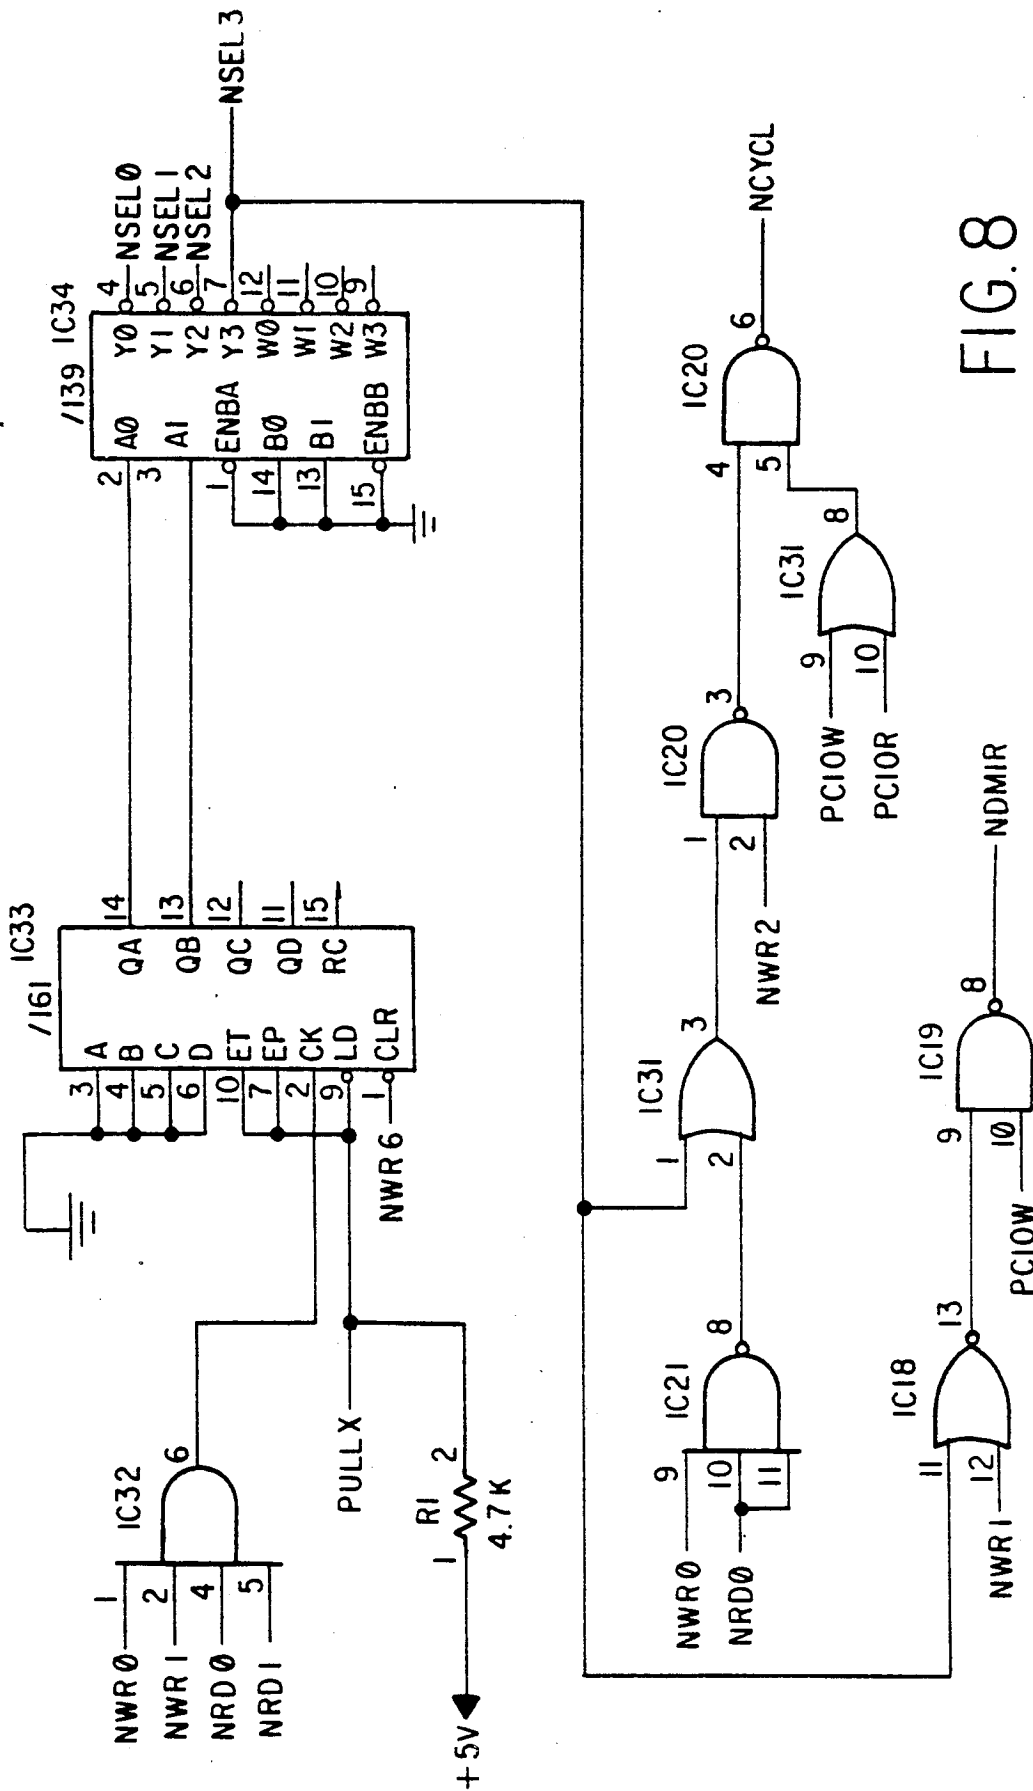 NWR0
NWR1
NRD0
NRD1
1
2
4
5
IC32
6
PULLX
+5V
1
R1
2
4.7K
IC33
/161
3
4
5
6
10
7
2
9
1
NWR6
A
B
C
D
ET
EP
CK
LD
CLR
QA
QB
QC
QD
RC
14
13
12
11
15
IC34
/139
2
3
1
14
13
15
A0
A1
ENBA
B0
B1
ENBB
Y0
Y1
Y2
Y3
W0
W1
W2
W3
4
5
6
7
12
11
10
9
NSEL0
NSEL1
NSEL2
NSEL3
NWR0
NRD0
9
10
11
IC21
8
1
2
IC31
3
NWR2
1
2
IC20
3
PCIOW
PCIOR
9
10
IC31
8
4
5
IC20
6
NCYCL
11
NWR1
12
IC18
13
9
PCIOW
10
IC19
8
NDMIR
FIG. 8